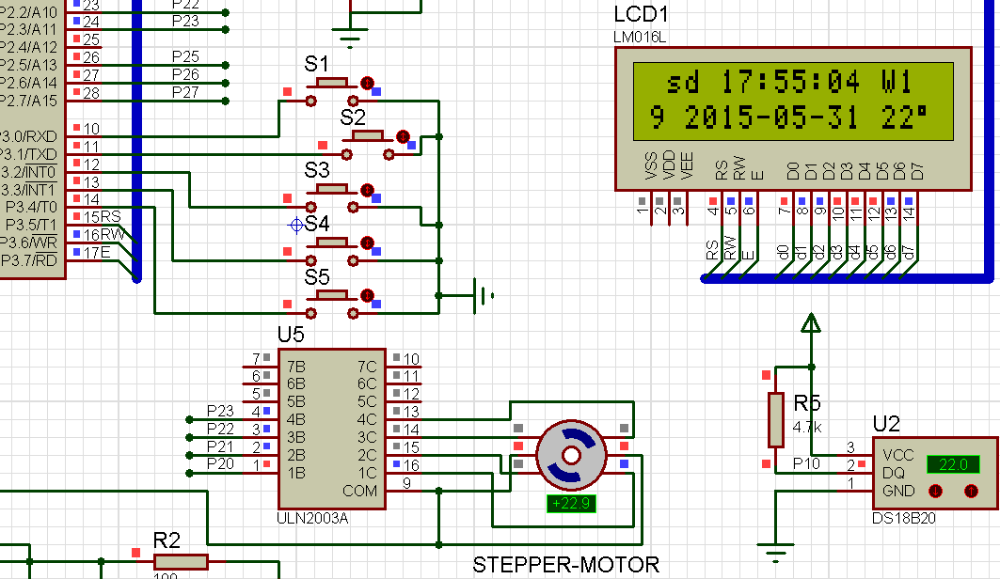 P2.2/A10 23 P22
P2.3/A11 24 P23
P2.4/A12 25
P2.5/A13 26 P25
P2.6/A14 27 P26
P2.7/A15 28 P27
P3.0/RXD 10
P3.1/TXD 11
3.2/INT0 12
3.3/INT1 13
P3.4/T0 14
P3.5/T1 15 RS
P3.6/WR 16 RW
P3.7/RD 17 E
S1
S2
S3
S4
S5
LCD1
LM016L
sd 17:55:04 W1
9 2015-05-31 22°
VSS VDD VEE RS RW E D0 D1 D2 D3 D4 D5 D6 D7
1 2 3 4 5 6 7 8 9 10 11 12 13 14
RS RW E d0 d1 d2 d3 d4 d5 d6 d7
U5
7 7B 7C 10
6 6B 6C 11
5 5B 5C 12
P23 4 4B 4C 13
P22 3 3B 3C 14
P21 2 2B 2C 15
P20 1 1B 1C 16
COM 9
ULN2003A
+22.9
STEPPER-MOTOR
R5
4.7k
U2
3 VCC
P10 2 DQ
1 GND
22.0
DS18B20
R2